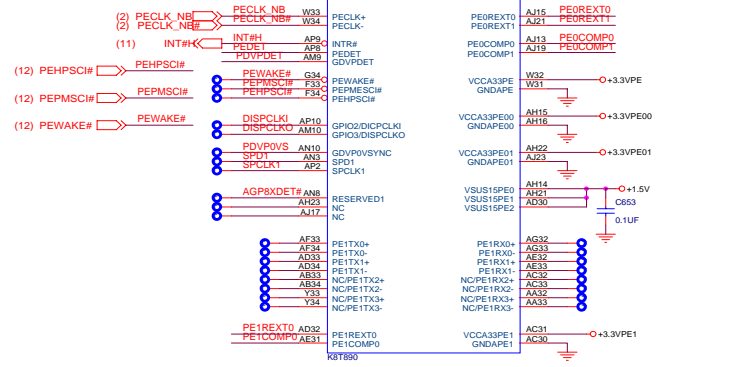 (2) PECLK_NB PECLK_NB W33 PECLK+ PE0REXT0 AJ15 PE0REXT0
(2) PECLK_NB# PECLK_NB# W34 PECLK- PE0REXT1 AJ21 PE0REXT1
(11) INT#H INT#H AP9 INTR# PE0COMP0 AJ13 PE0COMP0
PEDET AP8 PEDET PE0COMP1 AJ19 PE0COMP1
PDVPDET AM9 GDVPDET
(12) PEHPSCI# PEHPSCI#
PEWAKE# G34 PEWAKE# VCCA33PE W32 +3.3VPE
PEPMSCI# F33 PEPMESCI# GNDAPE W31
PEHPSCI# F34 PEHPSCI#
(12) PEPMSCI# PEPMSCI#
(12) PEWAKE# PEWAKE#
DISPCLKI AP10 GPIO2/DICPCLKI VCCA33PE00 AH15 +3.3VPE00
DISPCLKO AM10 GPIO3/DISPCLKO GNDAPE00 AH16
PDVP0VS AN10 GDVP0VSYNC VCCA33PE01 AH22 +3.3VPE01
SPD1 AN3 SPD1 GNDAPE01 AJ23
SPCLK1 AP2 SPCLK1
AGP8XDET# AN8 RESERVED1 VSUS15PE0 AH14 +1.5V
AH23 NC VSUS15PE1 AH21
AJ17 NC VSUS15PE2 AD30
C653
0.1UF
AF33 PE1TX0+ PE1RX0+ AG32
AF34 PE1TX0- PE1RX0- AG33
AD33 PE1TX1+ PE1RX1+ AE32
AD34 PE1TX1- PE1RX1- AE33
AB33 NC/PE1TX2+ NC/PE1RX2+ AC32
AB34 NC/PE1TX2- NC/PE1RX2- AC33
Y33 NC/PE1TX3+ NC/PE1RX3+ AA32
Y34 NC/PE1TX3- NC/PE1RX3- AA33
PE1REXT0 AD32 PE1REXT0 VCCA33PE1 AC31 +3.3VPE1
PE1COMP0 AE31 PE1COMP0 GNDAPE1 AC30
K8T890